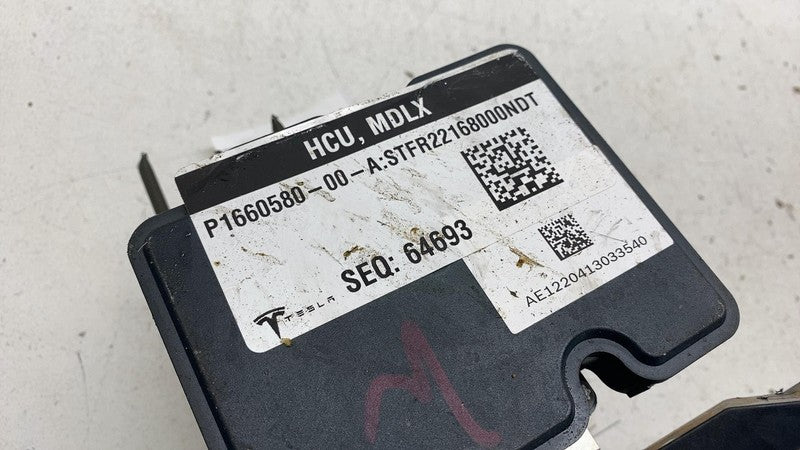 HCU, MDLX
P1660580-00-A:STFR22168000NDT
SEQ: 64693
TESLA
AE1220413033540